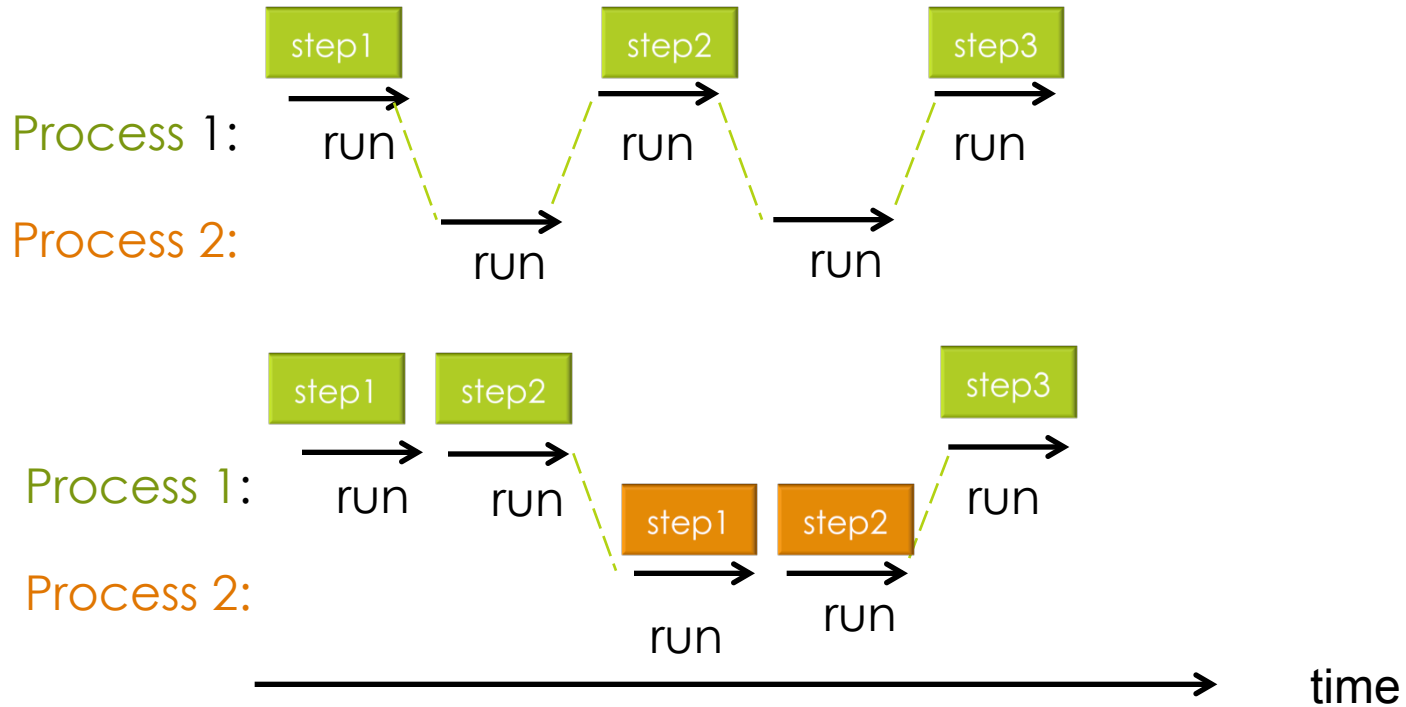 step1 step2 step3
Process 1: run run run
Process 2:
run run
step1 step2 step3
Process 1: run run run
step1 step2
Process 2:
run run
time